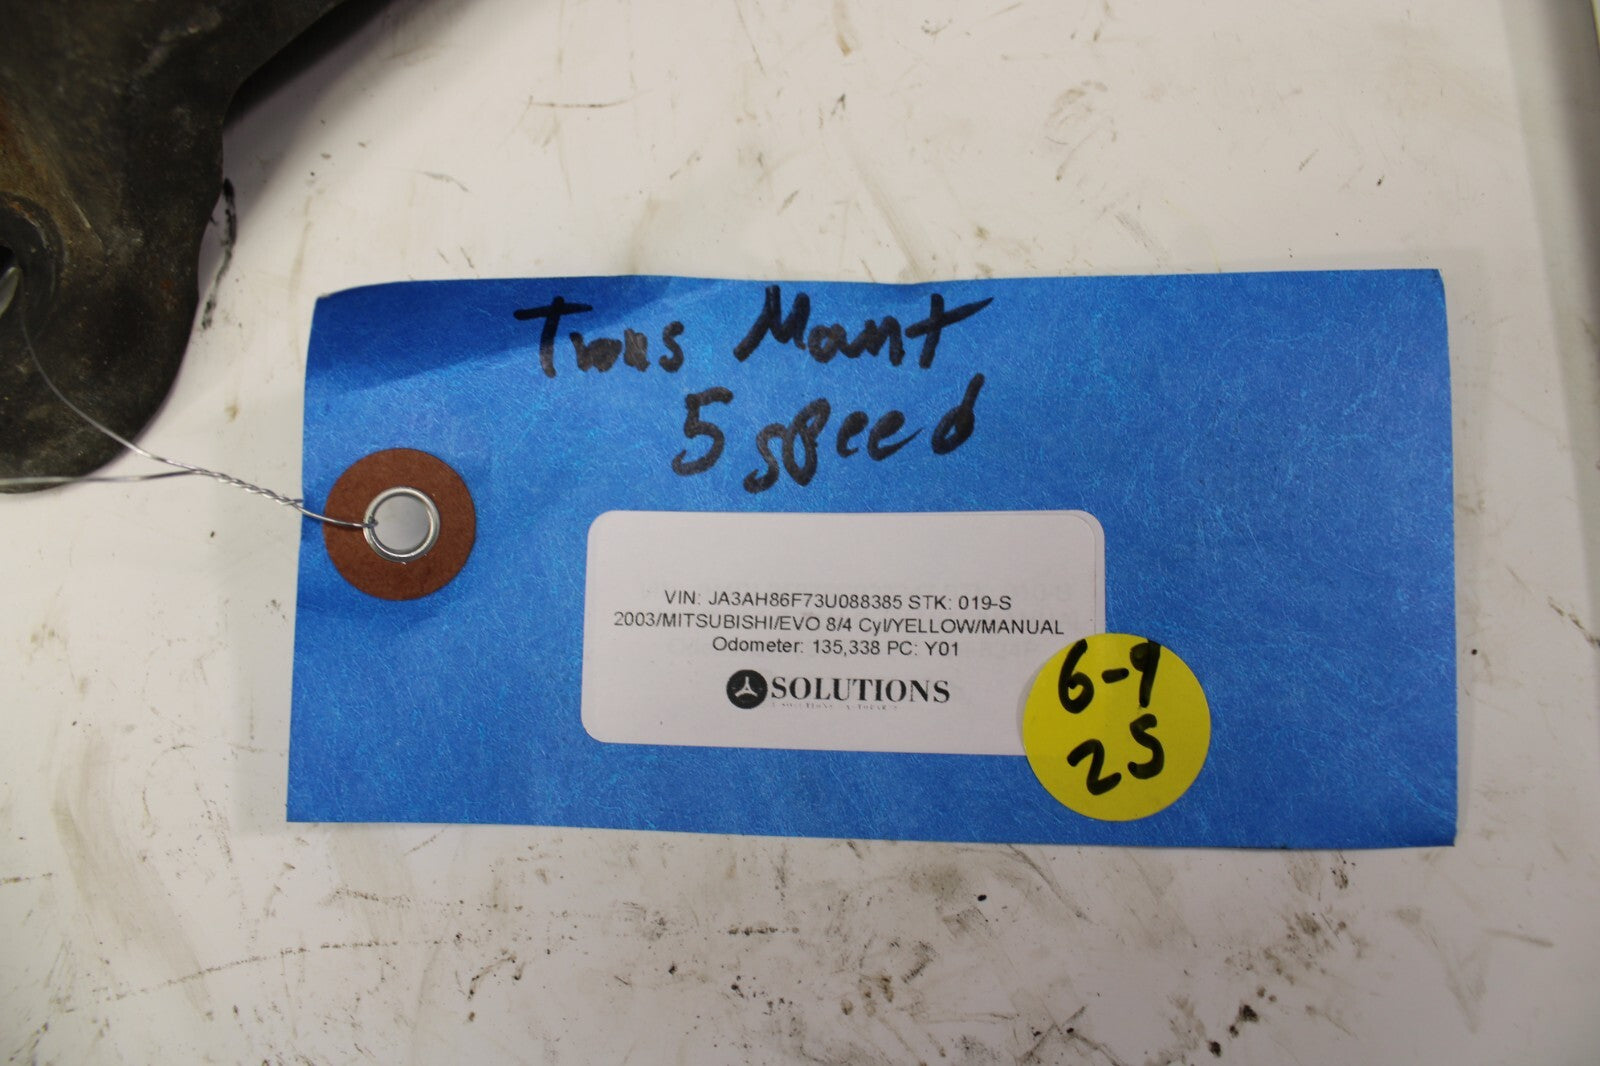 Trans Mount
5 speed
VIN: JA3AH86F73U088385 STK: 019-S
2003/MITSUBISHI/EVO 8/4 Cyl/YELLOW/MANUAL
Odometer: 135,338 PC: Y01
SOLUTIONS
6-9
25